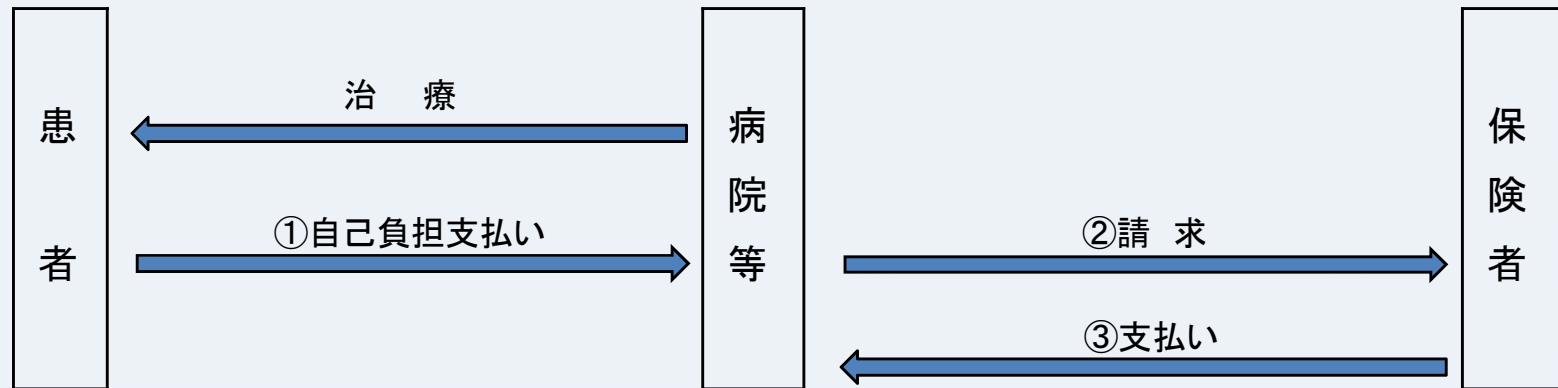 患者
治 療
①自己負担支払い
病院等
②請 求
③支払い
保険者